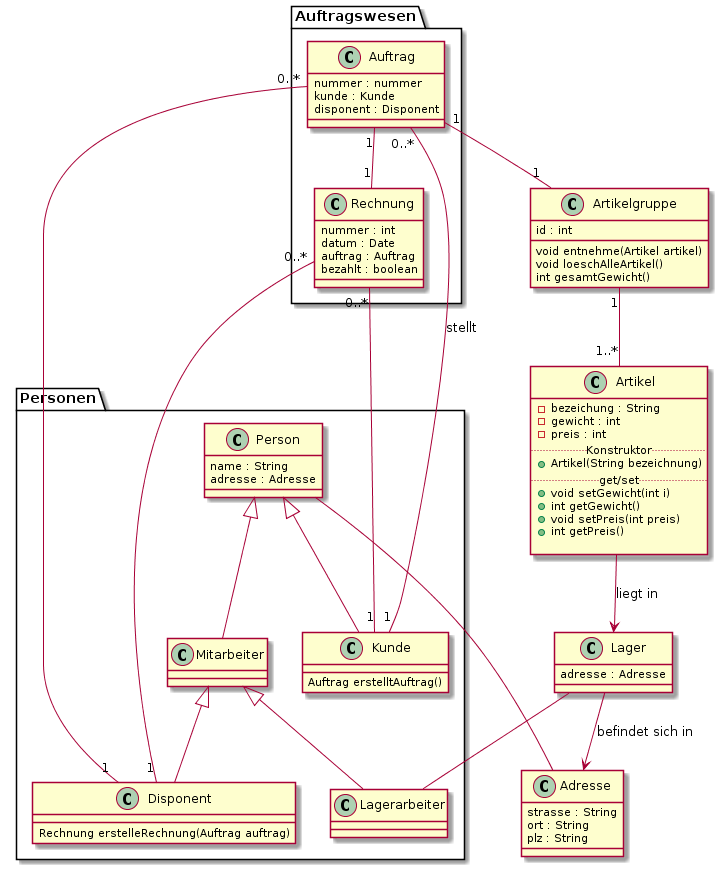 Auftragswesen
C Auftrag
nummer : nummer
kunde : Kunde
disponent : Disponent
0..*
1
0..*
1
1
1
C Rechnung
nummer : int
datum : Date
auftrag : Auftrag
bezahlt : boolean
0..*
0..*
C Artikelgruppe
id : int
void entnehme(Artikel artikel)
void loeschAlleArtikel()
int gesamtGewicht()
1
1..*
stellt
C Artikel
bezeichung : String
gewicht : int
preis : int
Konstruktor
Artikel(String bezeichnung)
get/set
void setGewicht(int i)
int getGewicht()
void setPreis(int preis)
int getPreis()
Personen
C Person
name : String
adresse : Adresse
liegt in
1
1
C Mitarbeiter
C Kunde
Auftrag erstelltAuftrag()
C Lager
adresse : Adresse
befindet sich in
1
1
C Disponent
Rechnung erstelleRechnung(Auftrag auftrag)
C Lagerarbeiter
C Adresse
strasse : String
ort : String
plz : String